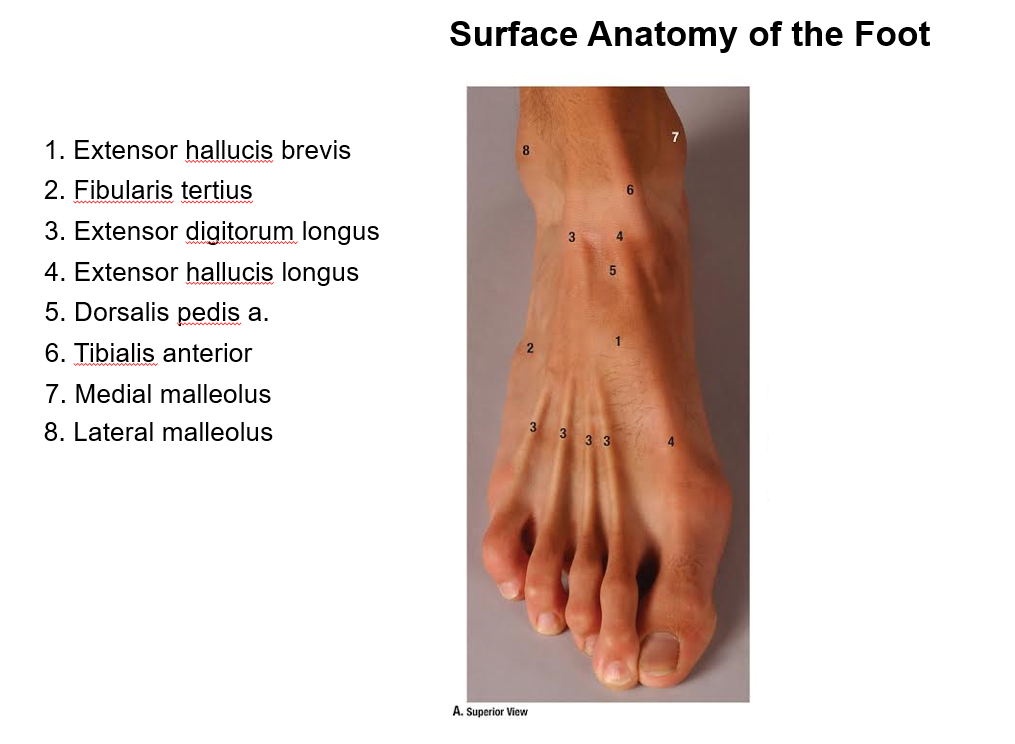 Surface Anatomy of the Foot
1. Extensor hallucis brevis
2. Fibularis tertius
3. Extensor digitorum longus
4. Extensor hallucis longus
5. Dorsalis pedis a.
6. Tibialis anterior
7. Medial malleolus
8. Lateral malleolus
7
8
6
3 4
5
1
2
3 3 3 3 4
A. Superior View